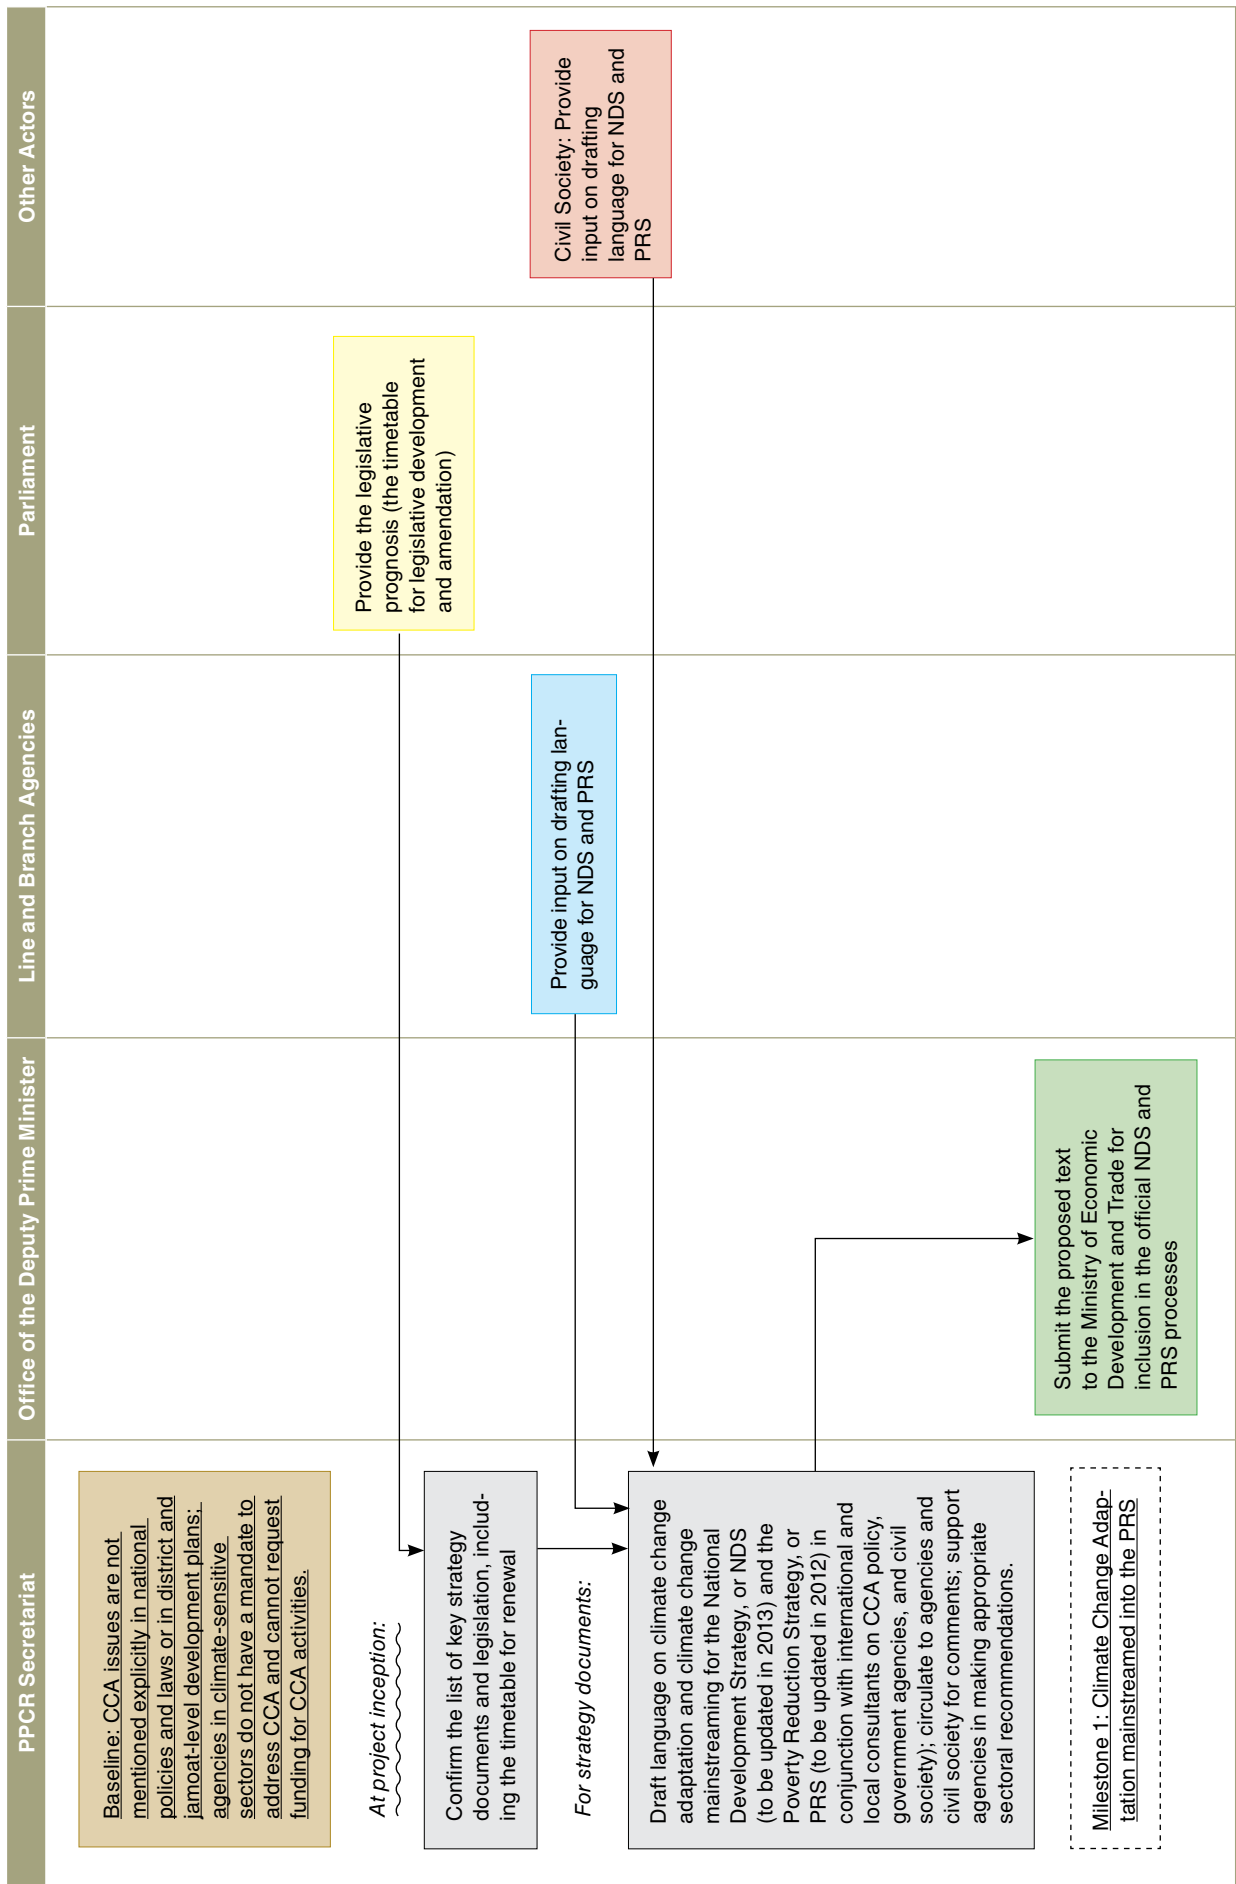 PPCR Secretariat
Office of the Deputy Prime Minister
Line and Branch Agencies
Parliament
Other Actors
Baseline: CCA issues are not
mentioned explicitly in national
policies and laws or in district and
jamoat-level development plans;
agencies in climate-sensitive
sectors do not have a mandate to
address CCA and cannot request
funding for CCA activities.
At project inception:
Provide the legislative
prognosis (the timetable
for legislative development
and amendation)
Confirm the list of key strategy
documents and legislation, includ-
ing the timetable for renewal
For strategy documents:
Provide input on drafting lan-
guage for NDS and PRS
Civil Society: Provide
input on drafting
language for NDS and
PRS
Draft language on climate change
adaptation and climate change
mainstreaming for the National
Development Strategy, or NDS
(to be updated in 2013) and the
Poverty Reduction Strategy, or
PRS (to be updated in 2012) in
conjunction with international and
local consultants on CCA policy,
government agencies, and civil
society); circulate to agencies and
civil society for comments; support
agencies in making appropriate
sectoral recommendations.
Submit the proposed text
to the Ministry of Economic
Development and Trade for
inclusion in the official NDS and
PRS processes
Milestone 1: Climate Change Adap-
tation mainstreamed into the PRS